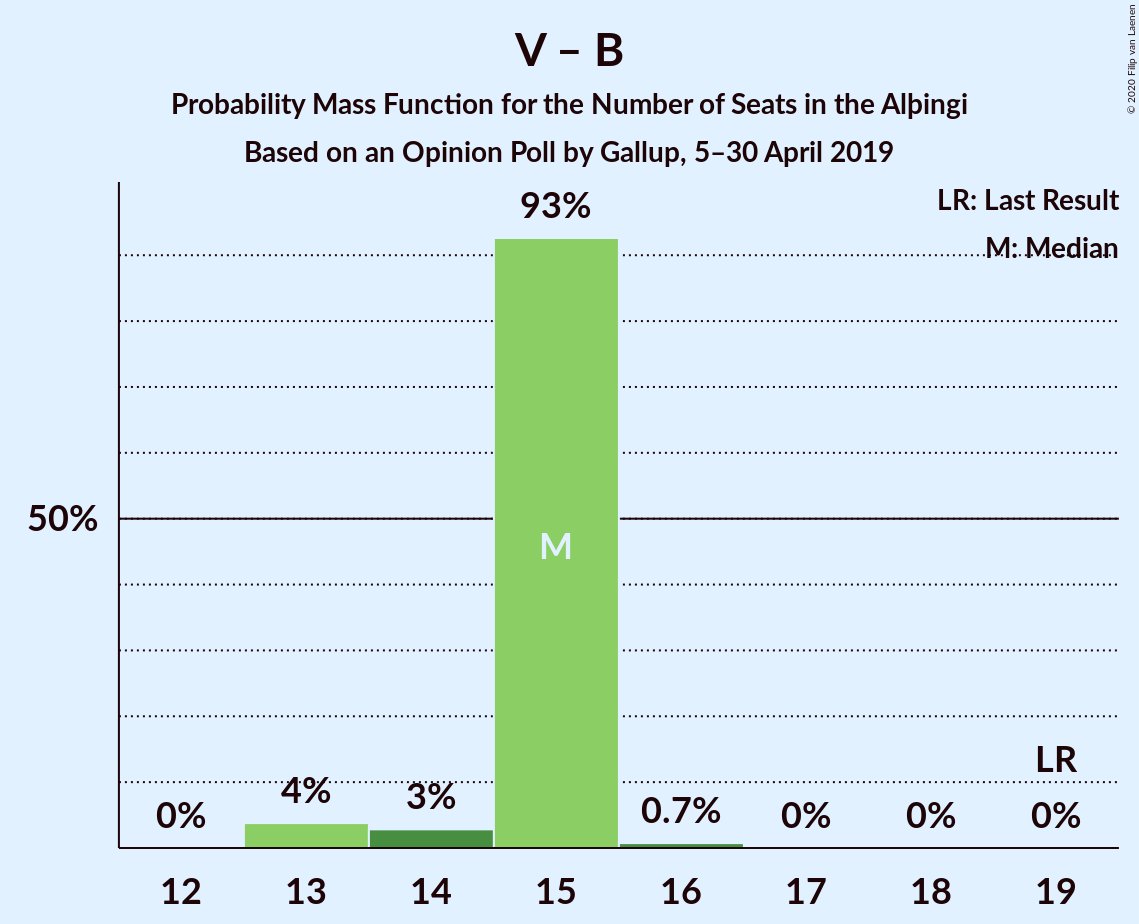 V – B
Probability Mass Function for the Number of Seats in the Alþingi
Based on an Opinion Poll by Gallup, 5–30 April 2019
© 2020 Filip van Laenen
LR: Last Result
M: Median
93%
50%
M
LR
0%
4%
3%
0.7%
0%
0%
0%
12 13 14 15 16 17 18 19